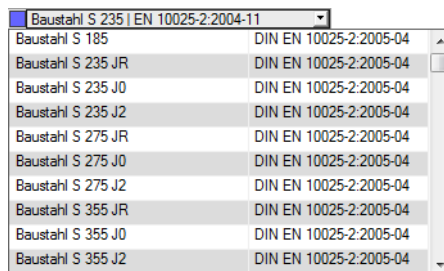 Baustahl S 235 | EN 10025-2:2004-11
Baustahl S 185 DIN EN 10025-2:2005-04
Baustahl S 235 JR DIN EN 10025-2:2005-04
Baustahl S 235 J0 DIN EN 10025-2:2005-04
Baustahl S 235 J2 DIN EN 10025-2:2005-04
Baustahl S 275 JR DIN EN 10025-2:2005-04
Baustahl S 275 J0 DIN EN 10025-2:2005-04
Baustahl S 275 J2 DIN EN 10025-2:2005-04
Baustahl S 355 JR DIN EN 10025-2:2005-04
Baustahl S 355 J0 DIN EN 10025-2:2005-04
Baustahl S 355 J2 DIN EN 10025-2:2005-04